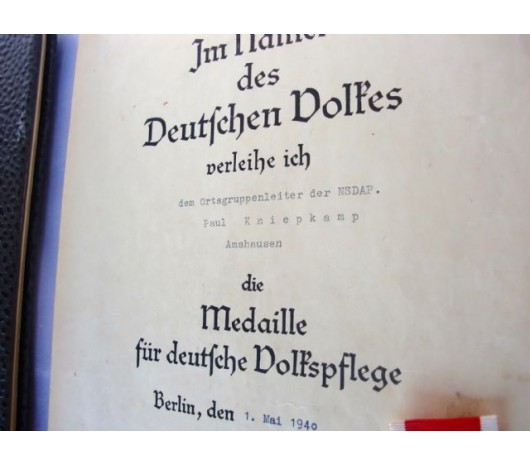 Im Namen
des
Deutschen Volkes
verleihe ich
dem Ortsgruppenleiter der NSDAP.
Paul Kniepkamp
Amshausen
die
Medaille
für deutsche Volkspflege
Berlin, den 1. Mai 1940